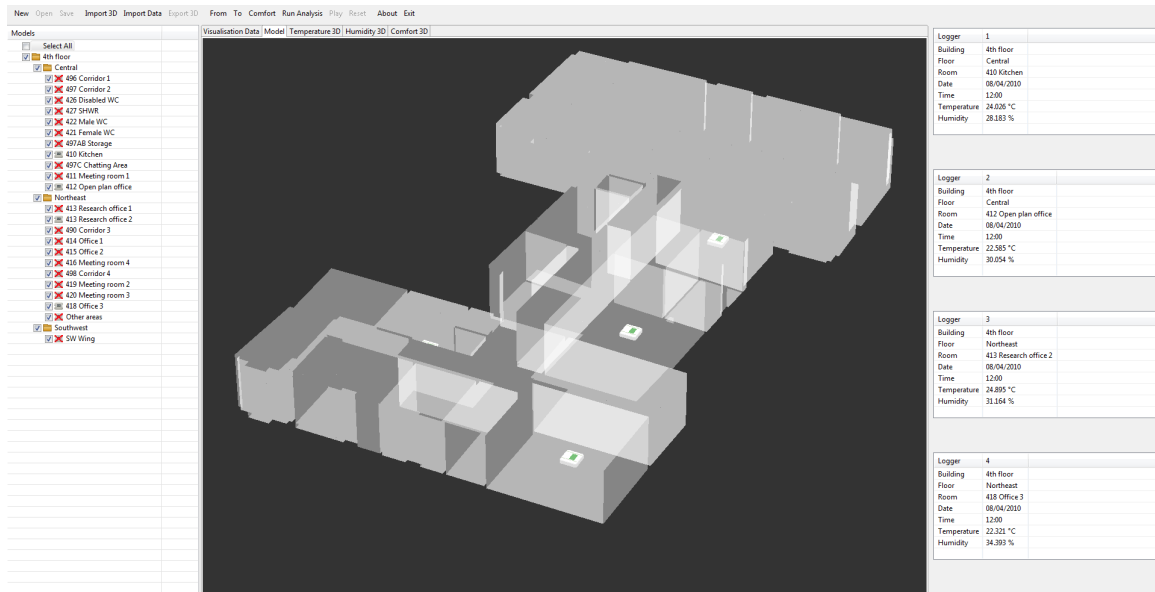 New Open Save Import 3D Import Data Export 3D From To Comfort Run Analysis Play Reset About Exit
Models
Select All
4th floor
Central
496 Corridor 1
497 Corridor 2
426 Disabled WC
427 SHWR
422 Male WC
421 Female WC
497AB Storage
410 Kitchen
497C Chatting Area
411 Meeting room 1
412 Open plan office
Northeast
413 Research office 1
413 Research office 2
490 Corridor 3
414 Office 1
415 Office 2
416 Meeting room 4
498 Corridor 4
419 Meeting room 2
420 Meeting room 3
418 Office 3
Other areas
Southwest
SW Wing
Visualisation Data Model Temperature 3D Humidity 3D Comfort 3D
Logger 1
Building 4th floor
Floor Central
Room 410 Kitchen
Date 08/04/2010
Time 12:00
Temperature 24.026 °C
Humidity 28.183 %
Logger 2
Building 4th floor
Floor Central
Room 412 Open plan office
Date 08/04/2010
Time 12:00
Temperature 22.585 °C
Humidity 30.054 %
Logger 3
Building 4th floor
Floor Northeast
Room 413 Research office 2
Date 08/04/2010
Time 12:00
Temperature 24.895 °C
Humidity 31.164 %
Logger 4
Building 4th floor
Floor Northeast
Room 418 Office 3
Date 08/04/2010
Time 12:00
Temperature 22.321 °C
Humidity 34.393 %